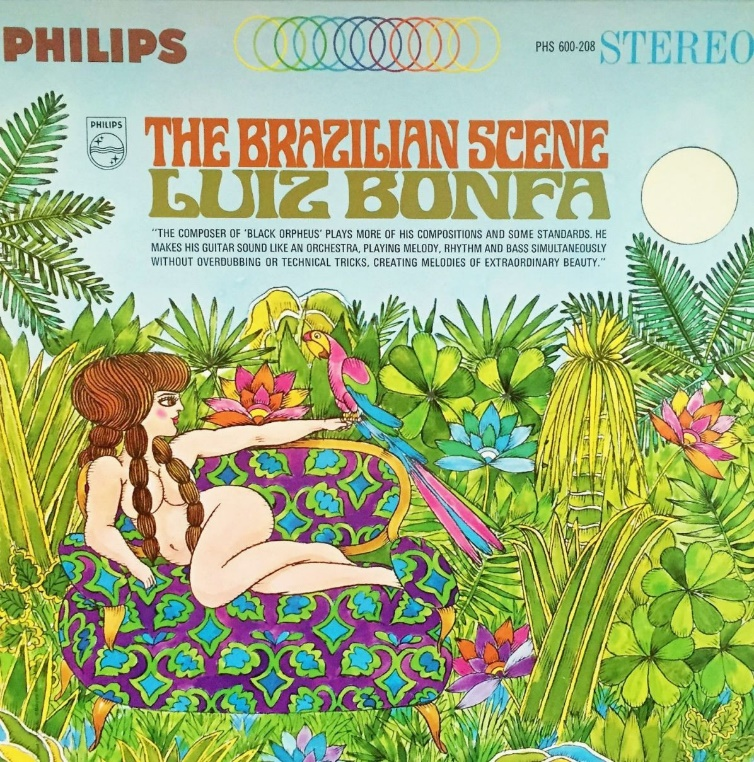 PHILIPS
PHS 600-208 STEREO
PHILIPS
THE BRAZILIAN SCENE
LUIZ BONFA
"THE COMPOSER OF 'BLACK ORPHEUS' PLAYS MORE OF HIS COMPOSITIONS AND SOME STANDARDS. HE
MAKES HIS GUITAR SOUND LIKE AN ORCHESTRA, PLAYING MELODY, RHYTHM AND BASS SIMULTANEOUSLY
WITHOUT OVERDUBBING OR TECHNICAL TRICKS, CREATING MELODIES OF EXTRAORDINARY BEAUTY."